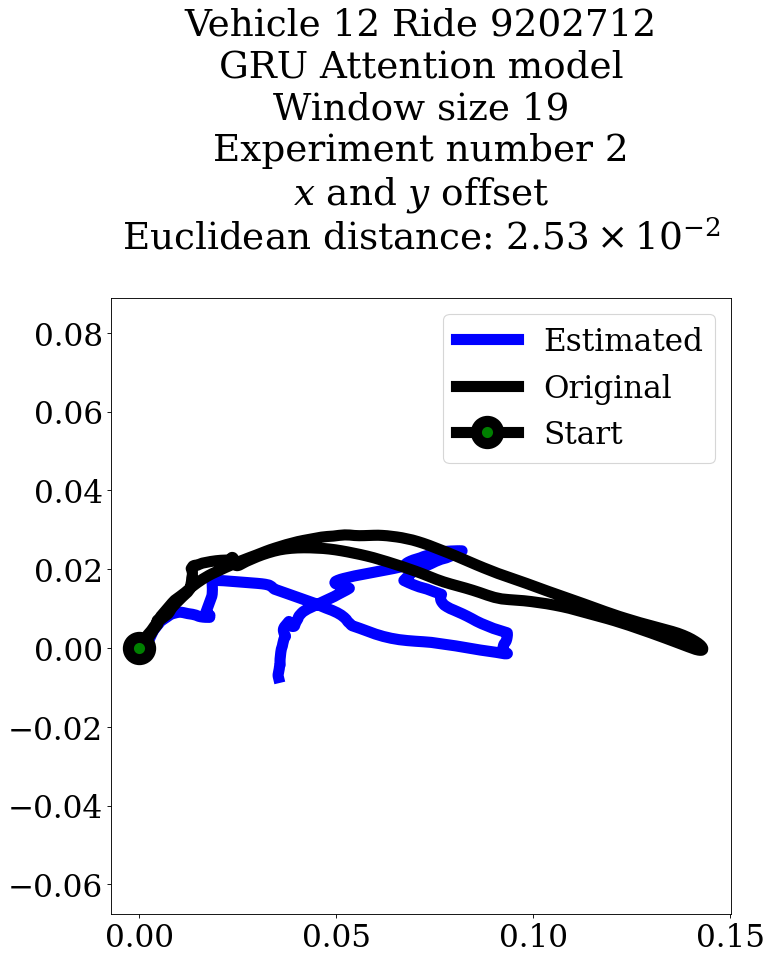 Vehicle 12 Ride 9202712
GRU Attention model
Window size 19
Experiment number 2
x and y offset
Euclidean distance: 2.53 × 10⁻²
Estimated
Original
Start
0.08
0.06
0.04
0.02
0.00
−0.02
−0.04
−0.06
0.00 0.05 0.10 0.15